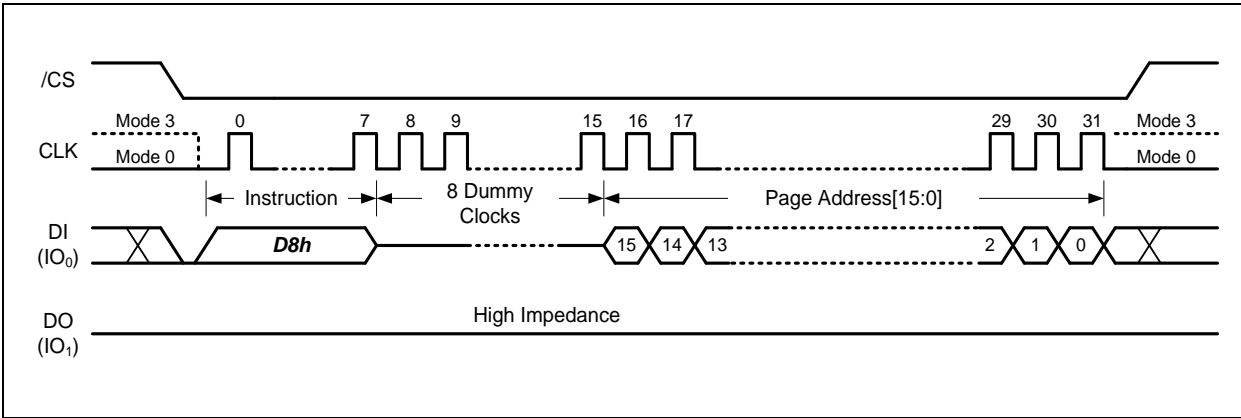 /CS
Mode 3 0 7 8 9 15 16 17 29 30 31 Mode 3
CLK Mode 0 Mode 0
Instruction 8 Dummy Clocks Page Address[15:0]
DI (IO0) D8h 15 14 13 2 1 0
High Impedance
DO (IO1)